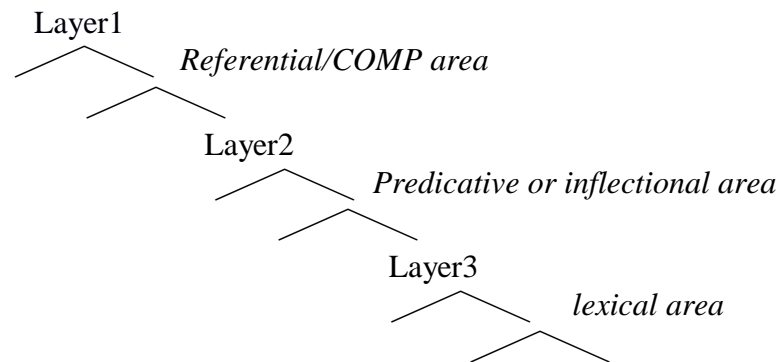 Layer1
Referential/COMP area
Layer2
Predicative or inflectional area
Layer3
lexical area